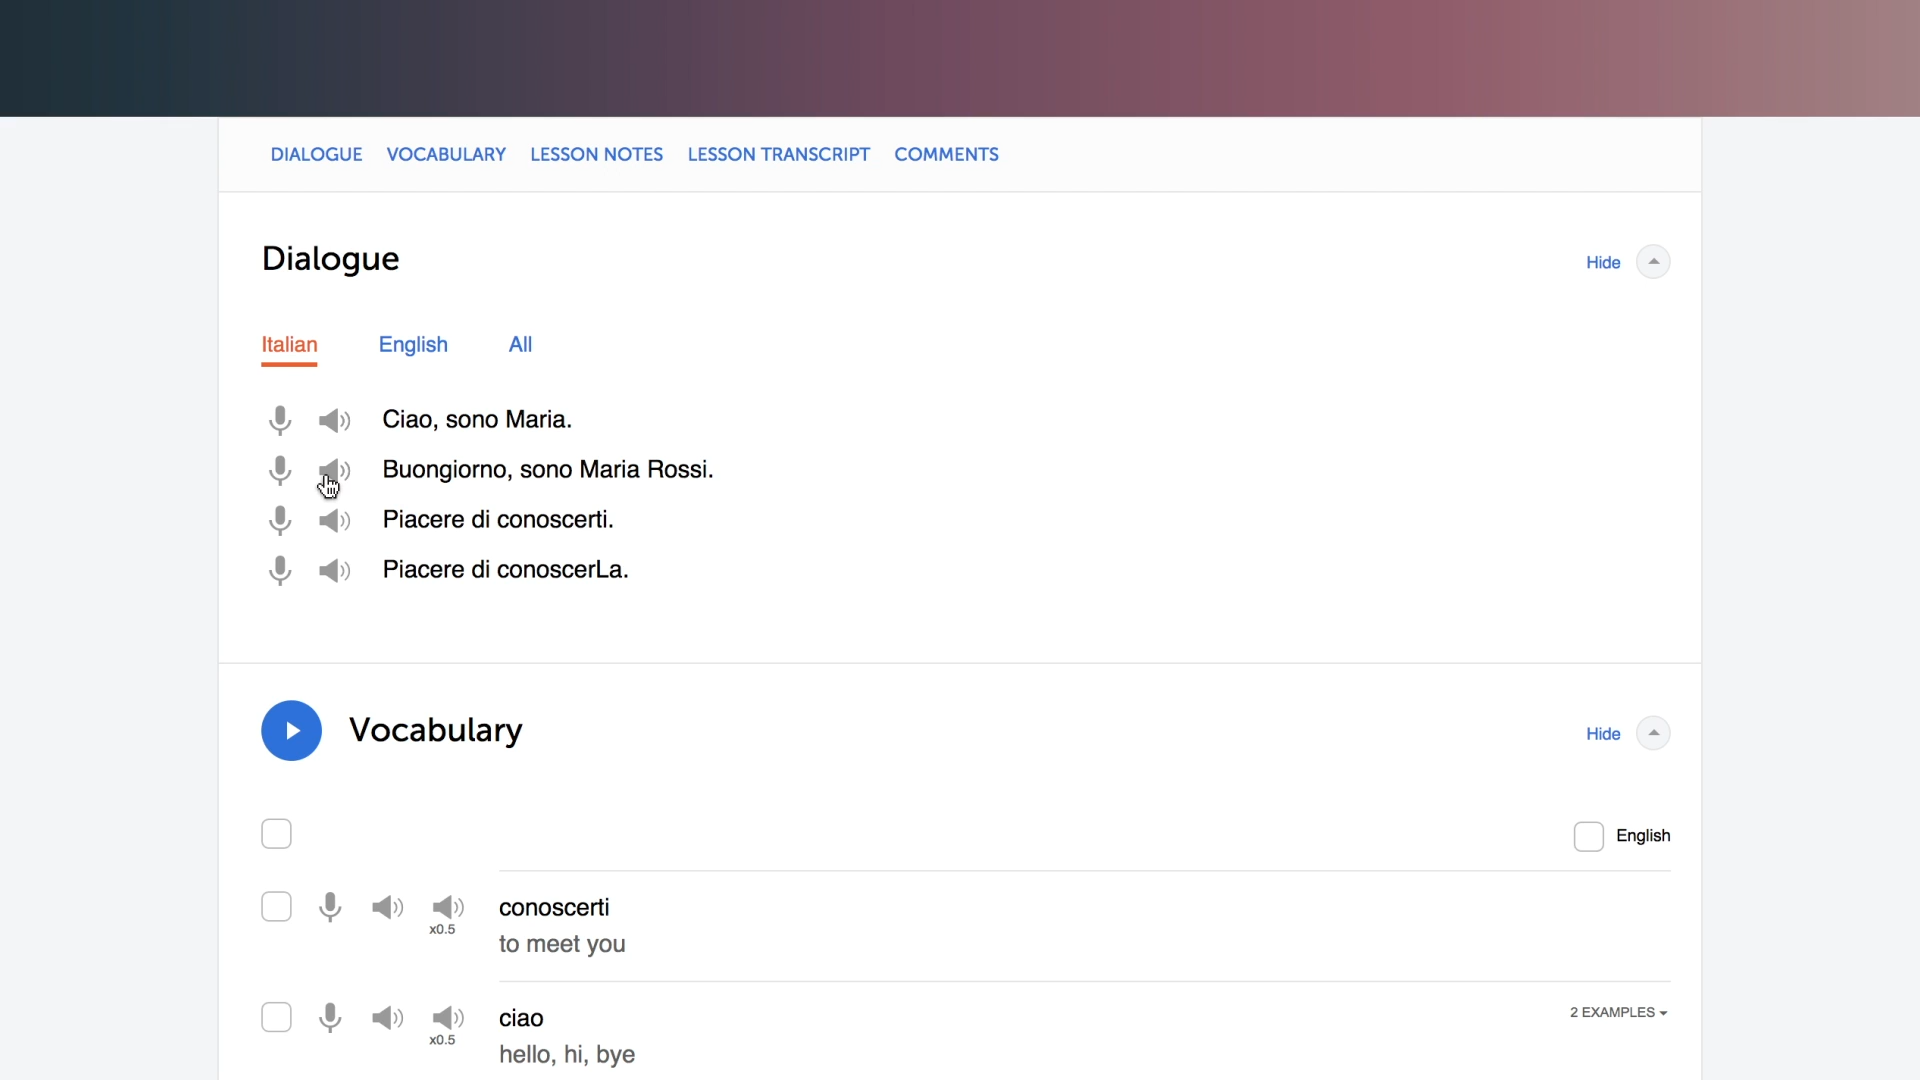 DIALOGUE VOCABULARY LESSON NOTES LESSON TRANSCRIPT COMMENTS
Dialogue
Hide
Italian English All
Ciao, sono Maria.
Buongiorno, sono Maria Rossi.
Piacere di conoscerti.
Piacere di conoscerLa.
Vocabulary
Hide
English
conoscerti
x0.5
to meet you
ciao
2 EXAMPLES
x0.5
hello, hi, bye